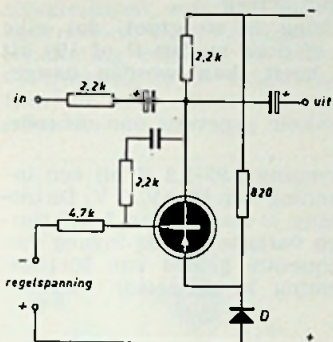 −
2,2k
2,2k
in
+
+
uit
2,2k
820
4,7k
−
regelspanning
+
D
+